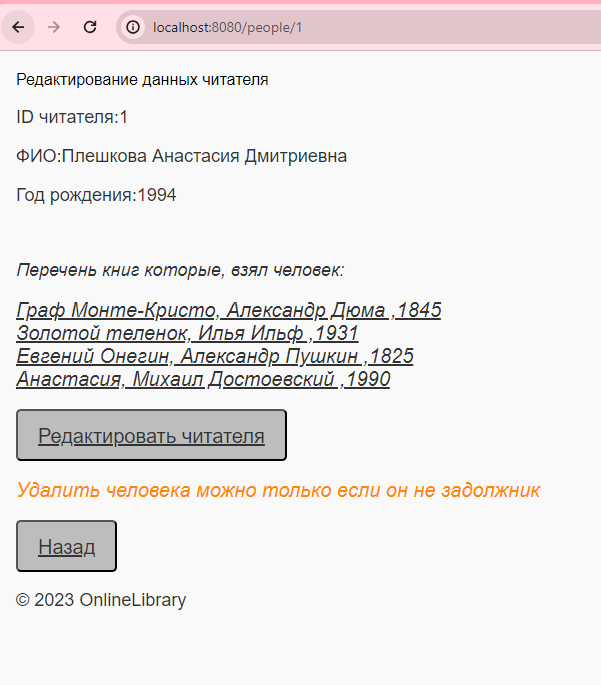 localhost:8080/people/1
Редактирование данных читателя
ID читателя:1
ФИО:Плешкова Анастасия Дмитриевна
Год рождения:1994
Перечень книг которые, взял человек:
Граф Монте-Кристо, Александр Дюма ,1845
Золотой теленок, Илья Ильф ,1931
Евгений Онегин, Александр Пушкин ,1825
Анастасия, Михаил Достоевский ,1990
Редактировать читателя
Удалить человека можно только если он не задолжник
Назад
© 2023 OnlineLibrary